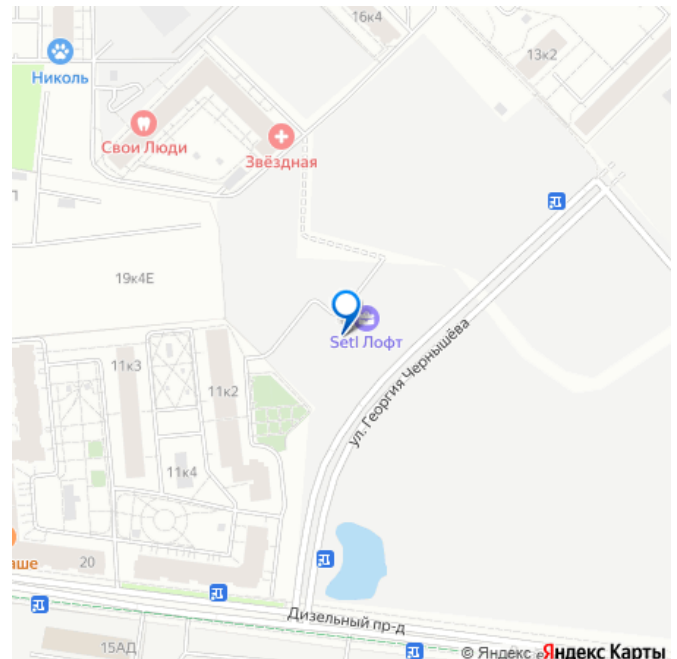 16к4
13к2
Николь
Свои Люди
Звёздная
19к4Е
Setl Лофт
ул. Георгия Чернышёва
11к3
11к2
11к4
аше
20
Дизельный пр-д
15АД
© Яндекс
Яндекс Карты